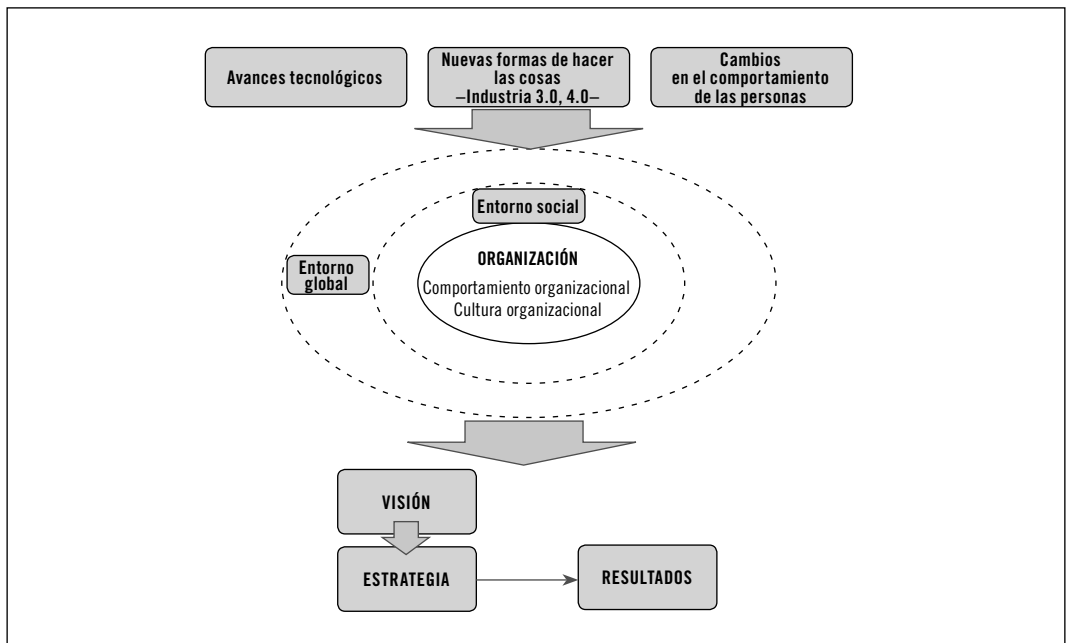 Avances tecnológicos
Nuevas formas de hacer
las cosas
–Industria 3.0, 4.0–
Cambios
en el comportamiento
de las personas
Entorno social
Entorno
global
ORGANIZACIÓN
Comportamiento organizacional
Cultura organizacional
VISIÓN
ESTRATEGIA
RESULTADOS